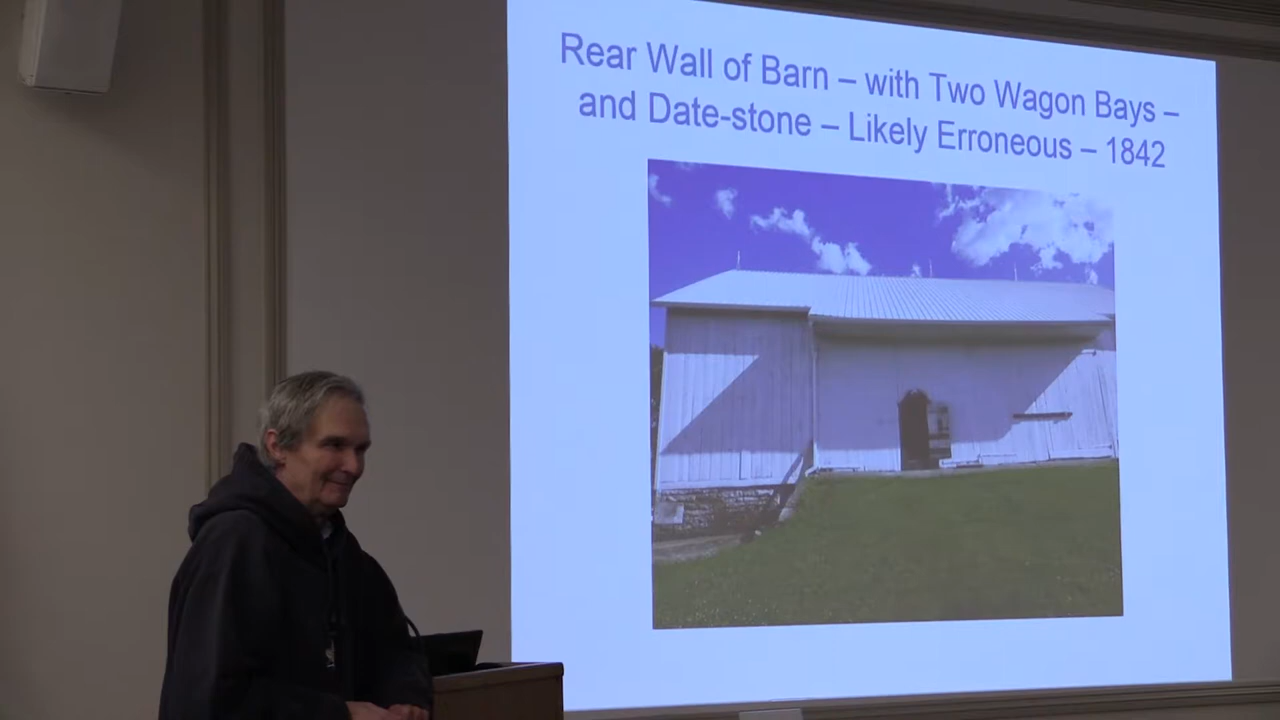 Rear Wall of Barn – with Two Wagon Bays –
and Date-stone – Likely Erroneous – 1842